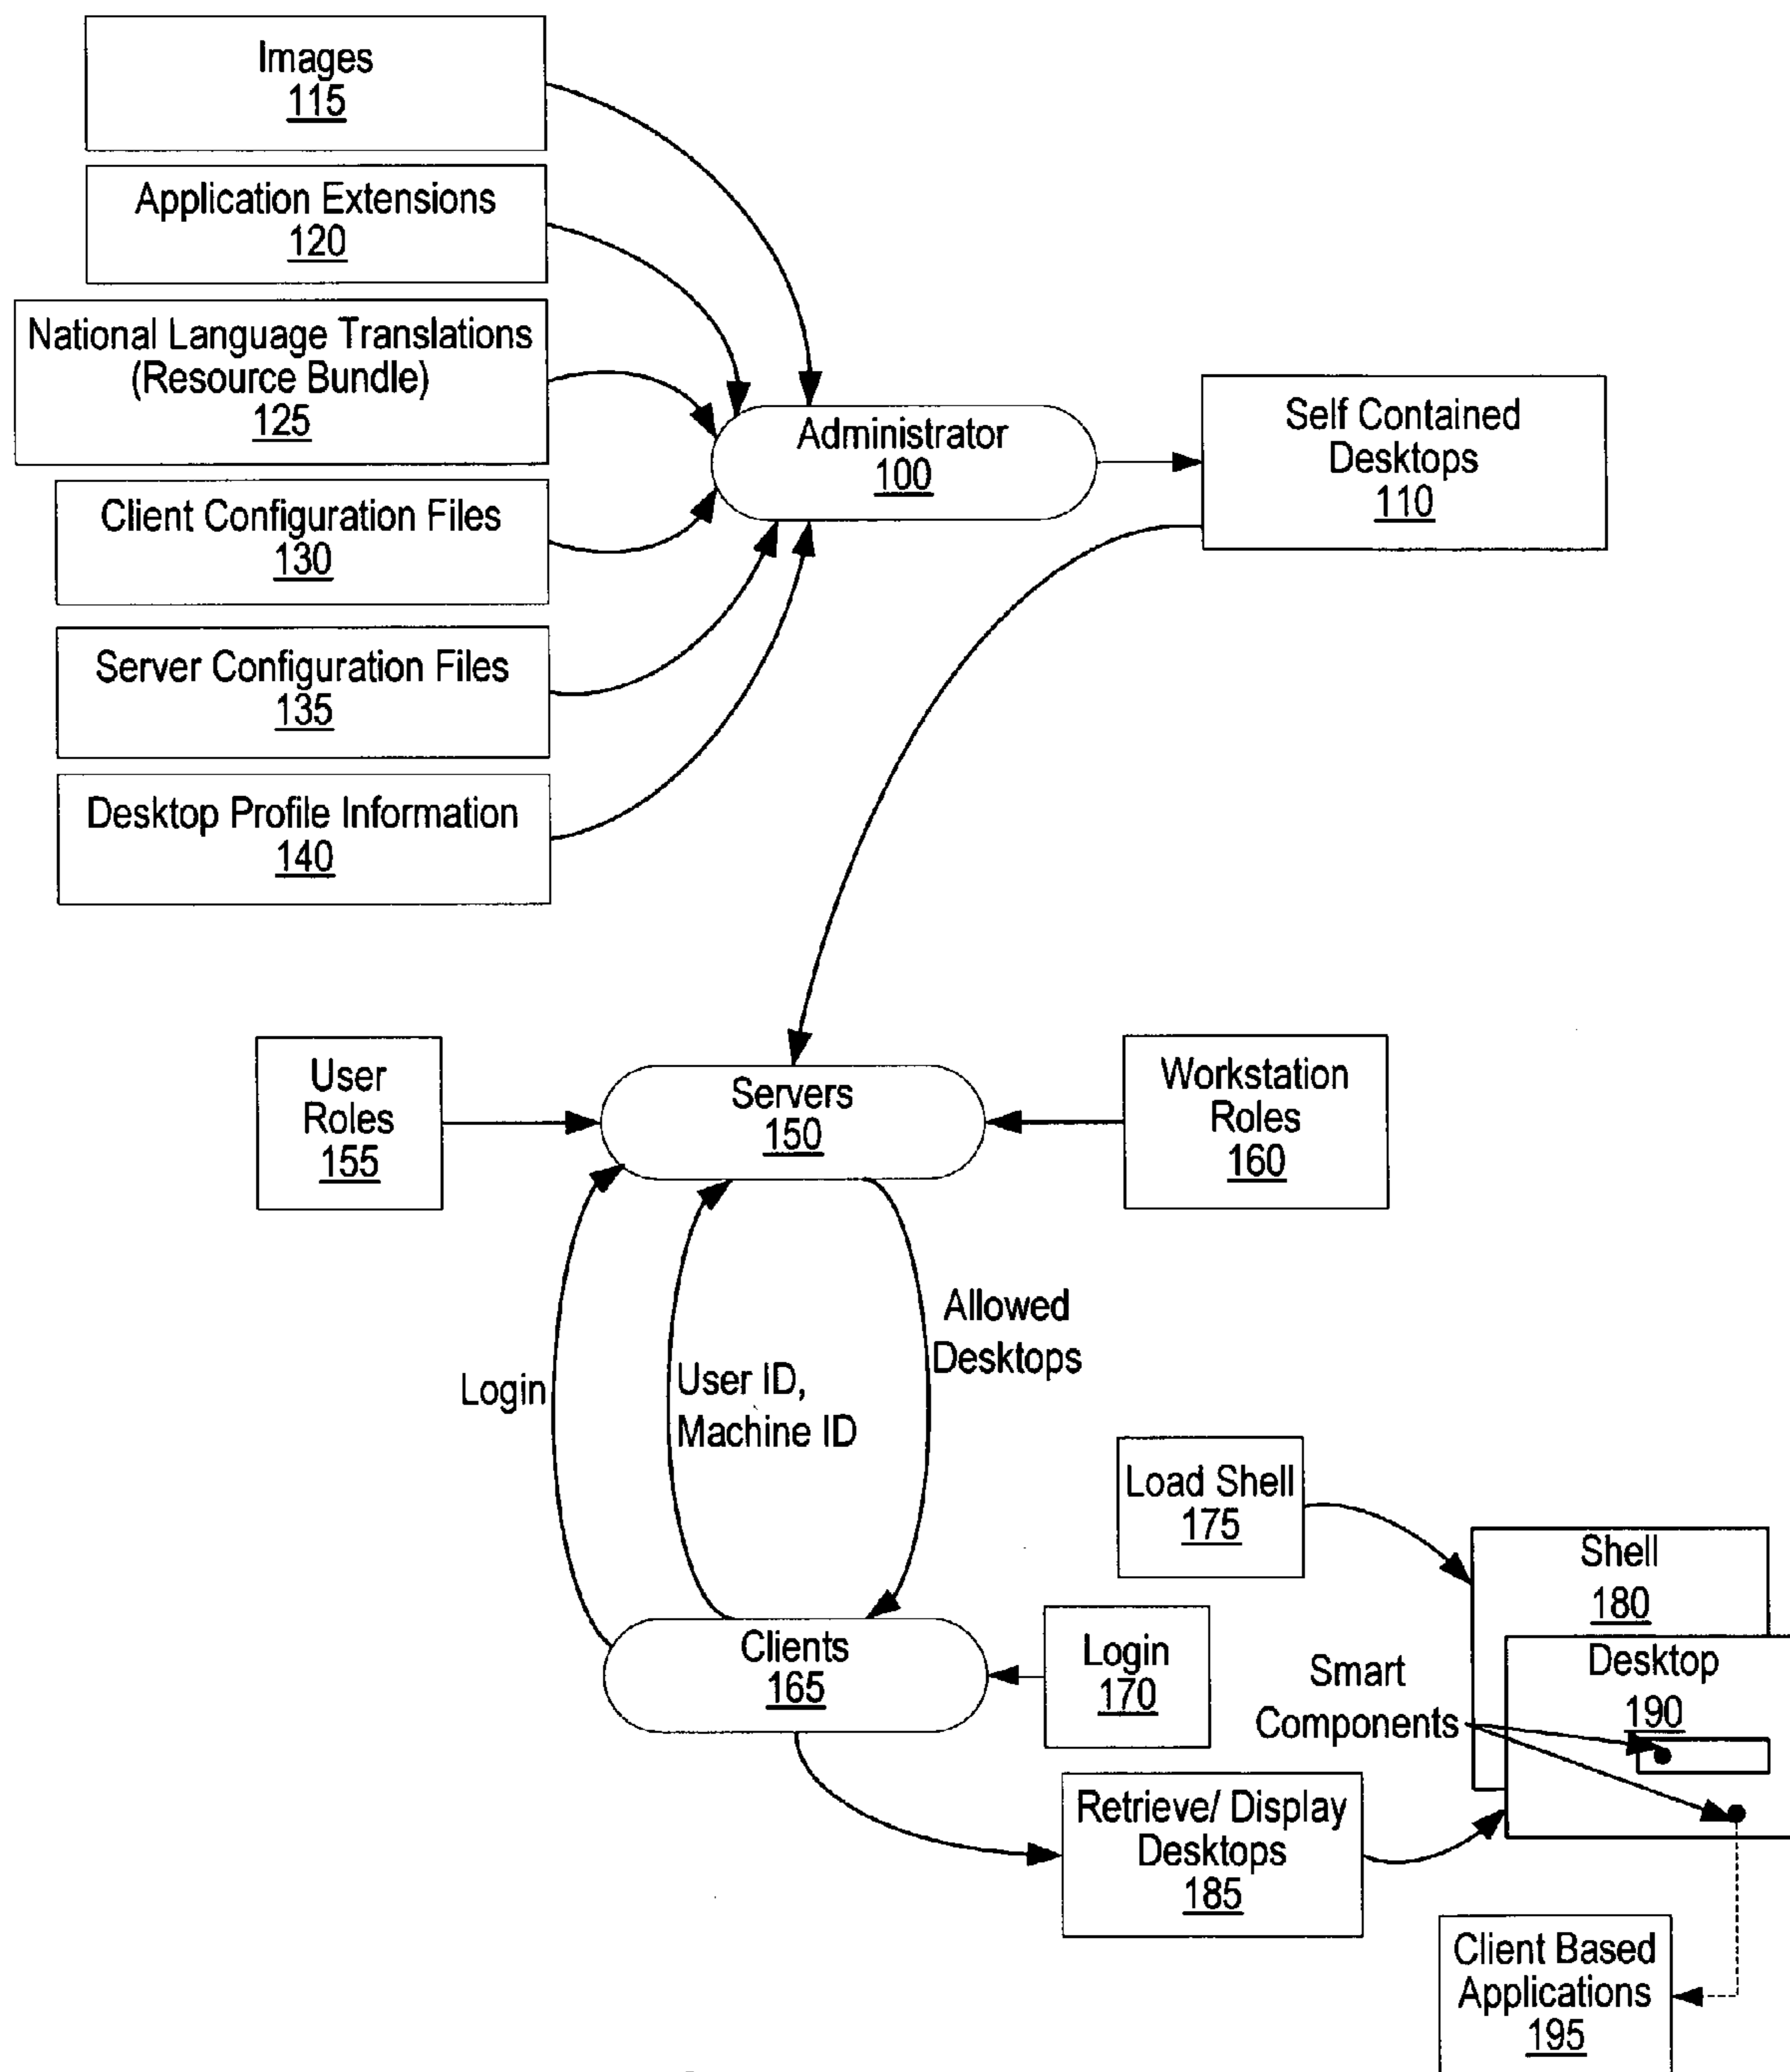 Images
115
Application Extensions
120
National Language Translations
(Resource Bundle)
125
Client Configuration Files
130
Server Configuration Files
135
Desktop Profile Information
140
Administrator
100
Self Contained
Desktops
110
User
Roles
155
Servers
150
Workstation
Roles
160
Login
User ID,
Machine ID
Allowed
Desktops
Clients
165
Login
170
Load Shell
175
Shell
180
Desktop
190
Smart
Components
Retrieve/ Display
Desktops
185
Client Based
Applications
195